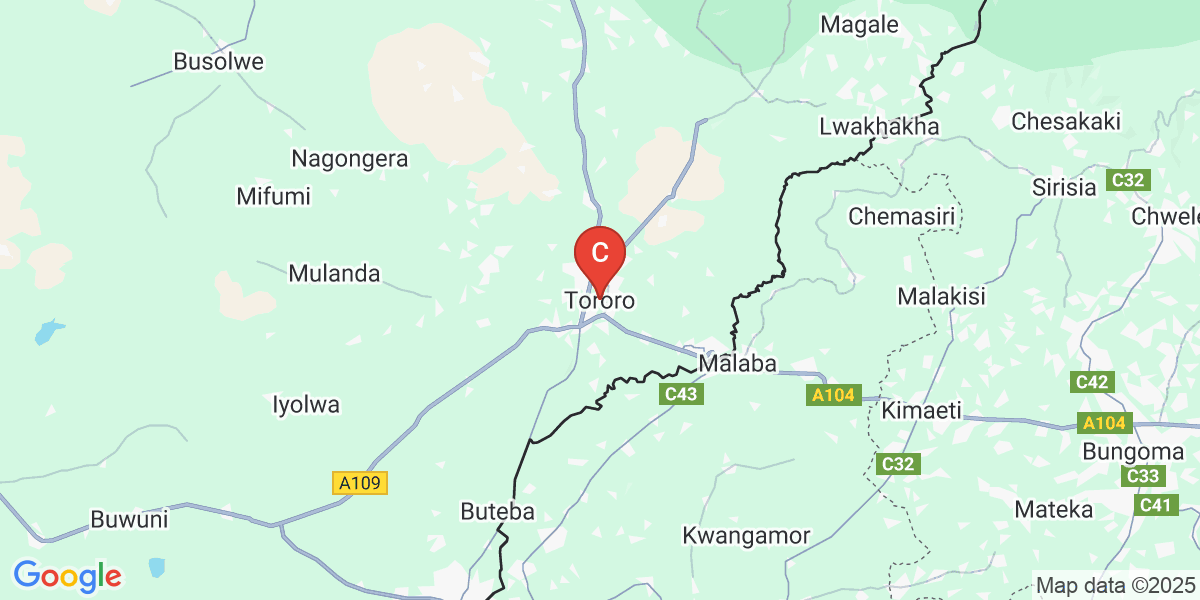 Magale
Busolwe
Lwakhakha
Chesakaki
Nagongera
Sirisia
C32
Mifumi
Chemasiri
Chwele
C
Mulanda
Malakisi
Tororo
Malaba
C42
C43
A104
Iyolwa
Kimaeti
A104
Bungoma
C32
C33
A109
C41
Buteba
Mateka
Buwuni
Kwangamor
Google
Map data ©2025